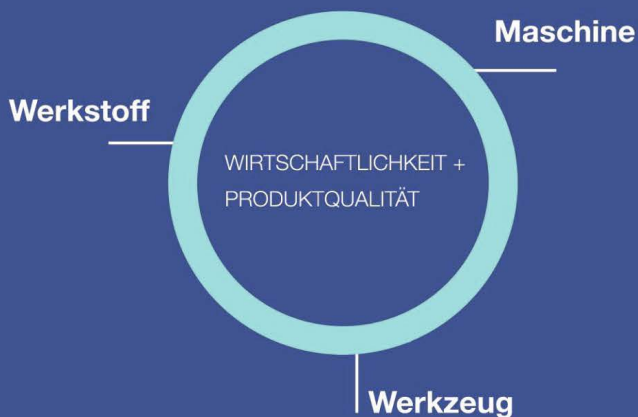 Maschine
Werkstoff
WIRTSCHAFTLICHKEIT +
PRODUKTQUALITÄT
Werkzeug